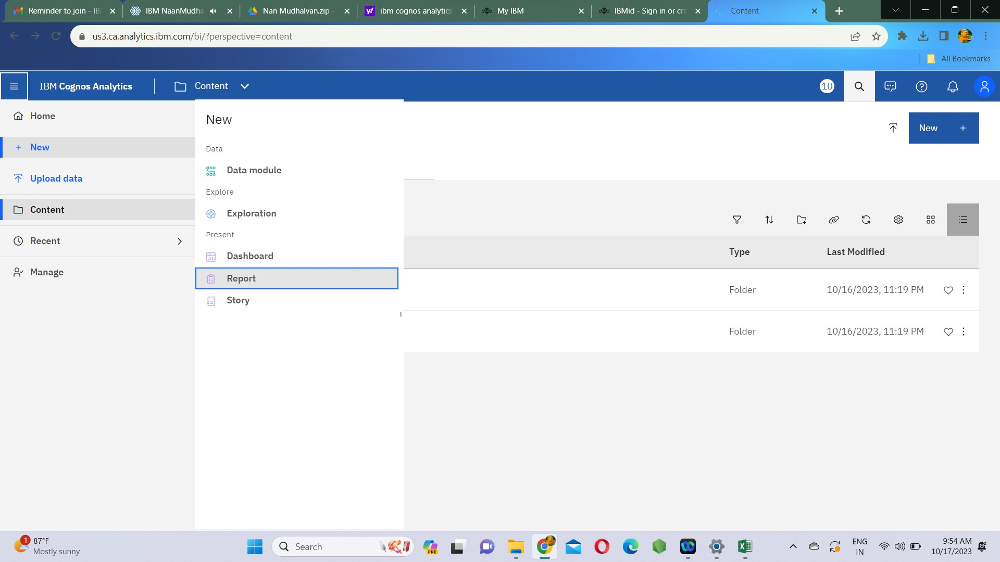 Reminder to join - IB
IBM NaanMudha
Nan Mudhalvan.zip -
ibm cognos analytics
My IBM
IBMid - Sign in or cre
Content
us3.ca.analytics.ibm.com/bi/?perspective=content
All Bookmarks
IBM Cognos Analytics
Content
10
Home
New
Upload data
Content
Recent
Manage
New
Data
Data module
Explore
Exploration
Present
Dashboard
Report
Story
New
Type
Last Modified
Folder
10/16/2023, 11:19 PM
Folder
10/16/2023, 11:19 PM
1
87°F
Mostly sunny
Search
PRE
ENG
IN
9:54 AM
10/17/2023